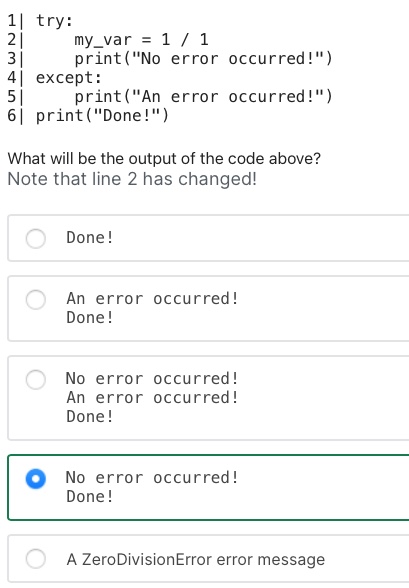 1| try:
2|     my_var = 1 / 1
3|     print("No error occurred!")
4| except:
5|     print("An error occurred!")
6| print("Done!")
What will be the output of the code above?
Note that line 2 has changed!
Done!
An error occurred!
Done!
No error occurred!
An error occurred!
Done!
No error occurred!
Done!
A ZeroDivisionError error message